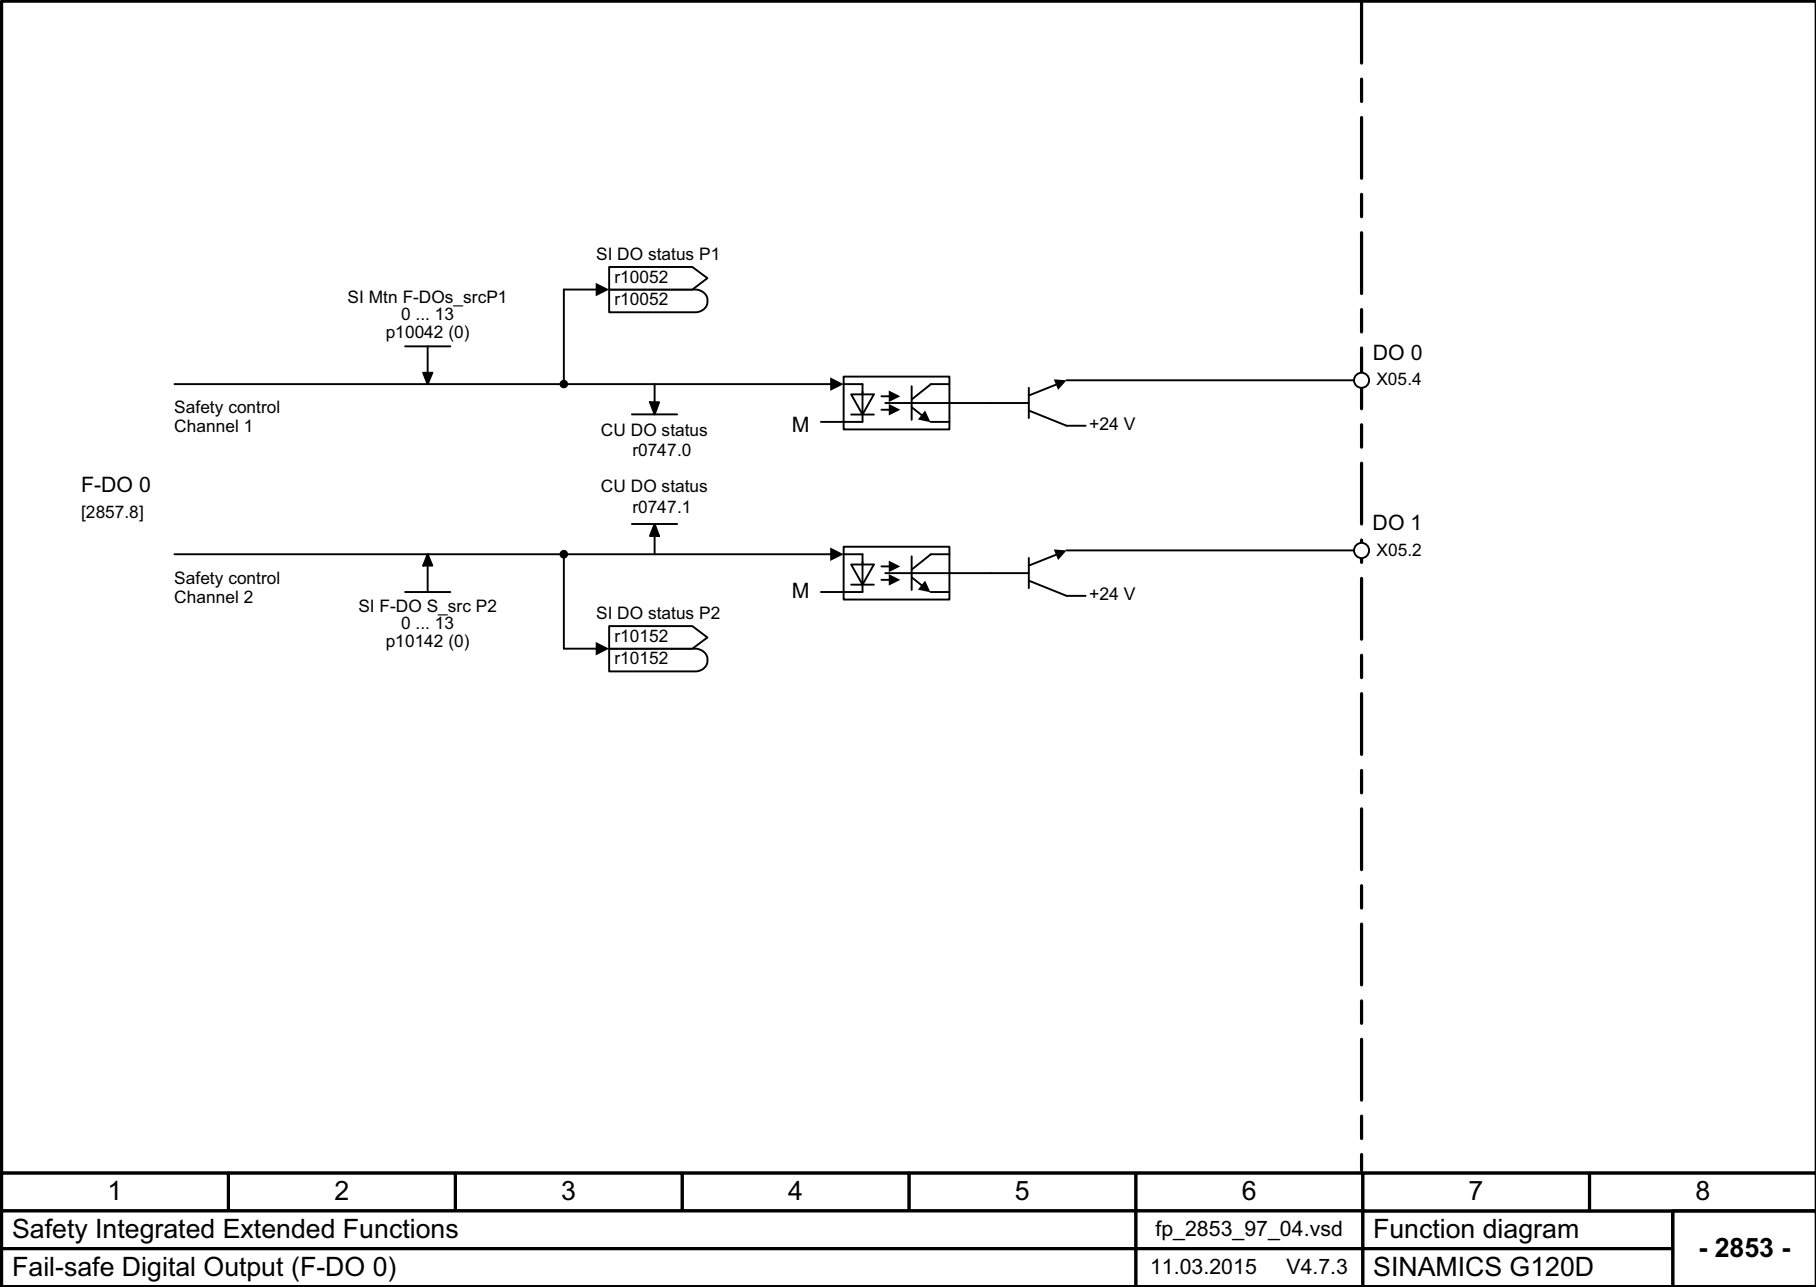 SI DO status P1
r10052
r10052
SI Mtn F-DOs_srcP1
0 ... 13
p10042 (0)
DO 0
X05.4
Safety control
Channel 1
CU DO status
r0747.0
M
+24 V
F-DO 0
[2857.8]
CU DO status
r0747.1
DO 1
X05.2
Safety control
Channel 2
SI F-DO S_src P2
0 ... 13
p10142 (0)
M
+24 V
SI DO status P2
r10152
r10152
1 2 3 4 5 6 7 8
Safety Integrated Extended Functions
fp_2853_97_04.vsd
Function diagram
- 2853 -
Fail-safe Digital Output (F-DO 0)
11.03.2015 V4.7.3
SINAMICS G120D